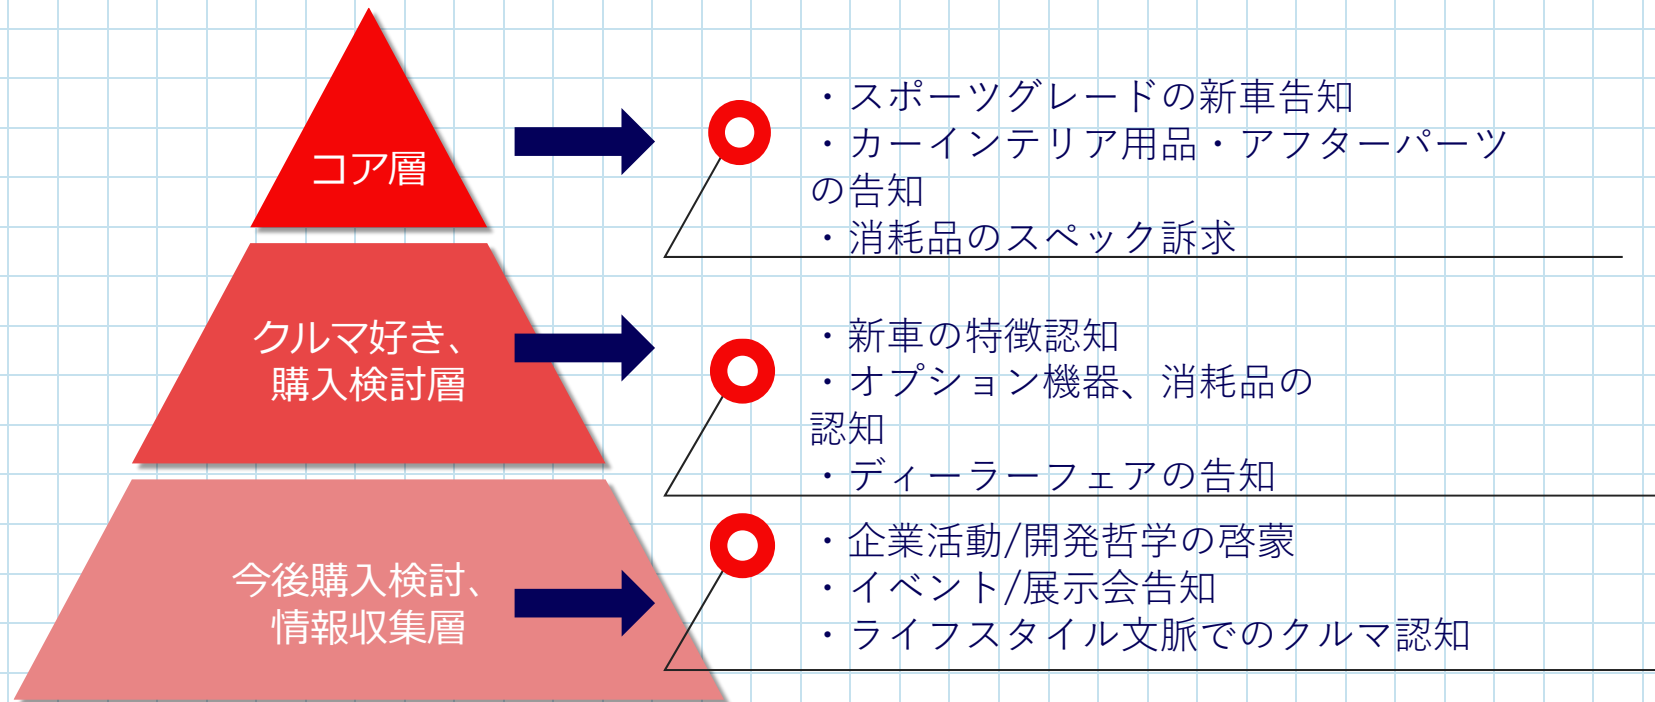 コア層
・スポーツグレードの新車告知
・カーインテリア用品・アフターパーツ
の告知
・消耗品のスペック訴求
クルマ好き、
購入検討層
・新車の特徴認知
・オプション機器、消耗品の
認知
・ディーラーフェアの告知
今後購入検討、
情報収集層
・企業活動/開発哲学の啓蒙
・イベント/展示会告知
・ライフスタイル文脈でのクルマ認知